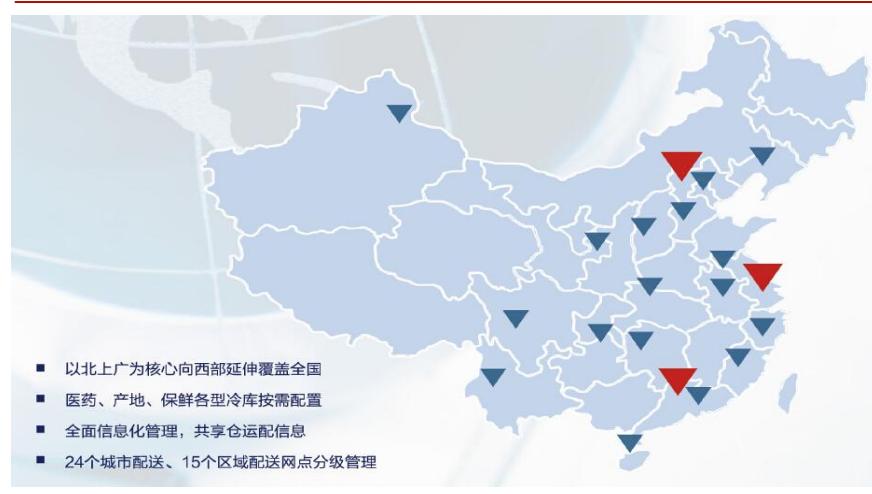 以北上广为核心向西部延伸覆盖全国
医药、产地、保鲜各型冷库按需配置
全面信息化管理，共享仓运配信息
24个城市配送、15个区域配送网点分级管理